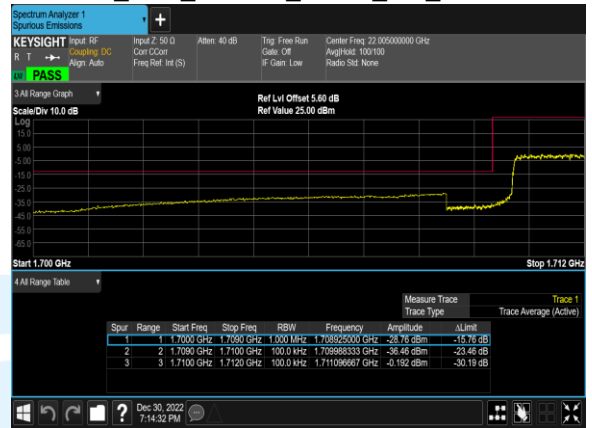 Spectrum Analyzer 1
Spurious Emissions
+
KEYSIGHT Input: RF Input Z: 50 Ω Atten: 40 dB Trig: Free Run Center Freq: 22.005000000 GHz
R T Coupling: DC Corr CCorr Gate: Off Avg|Hold: 100/100
Align: Auto Freq Ref: Int (S) IF Gain: Low Radio Std: None
PASS
3 All Range Graph
Ref Lvl Offset 5.60 dB
Scale/Div 10.0 dB Ref Value 25.00 dBm
Log
15.0
5.00
-5.00
-15.0
-25.0
-35.0
-45.0
-55.0
-65.0
Start 1.700 GHz Stop 1.712 GHz
4 All Range Table
Measure Trace Trace 1
Trace Type Trace Average (Active)
Spur Range Start Freq Stop Freq RBW Frequency Amplitude ΔLimit
1 1 1.7000 GHz 1.7090 GHz 1.000 MHz 1.708925000 GHz -28.76 dBm -15.76 dB
2 2 1.7090 GHz 1.7100 GHz 100.0 kHz 1.709988333 GHz -36.46 dBm -23.46 dB
3 3 1.7100 GHz 1.7120 GHz 100.0 kHz 1.711096667 GHz -0.192 dBm -30.19 dB
? Dec 30, 2022
7:14:32 PM